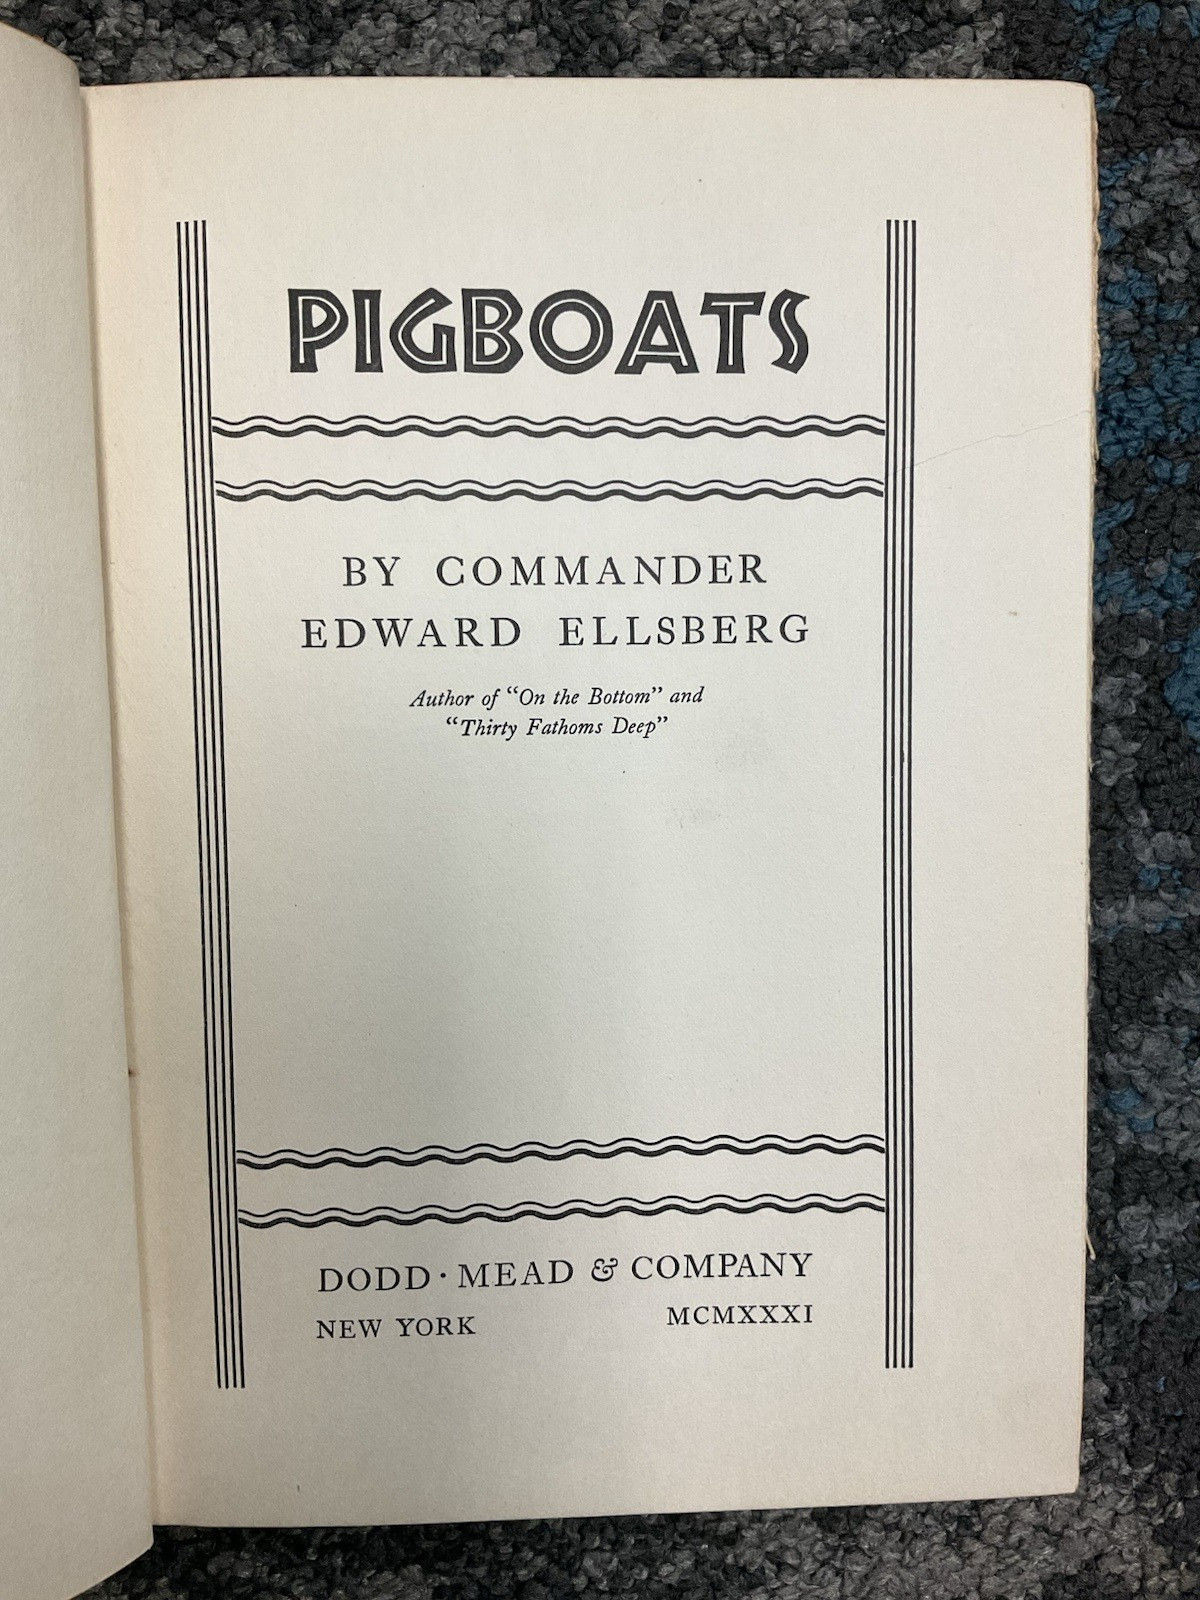 PIGBOATS
BY COMMANDER
EDWARD ELLSBERG
Author of “On the Bottom” and
“Thirty Fathoms Deep”
DODD · MEAD & COMPANY
NEW YORK MCMXXXI